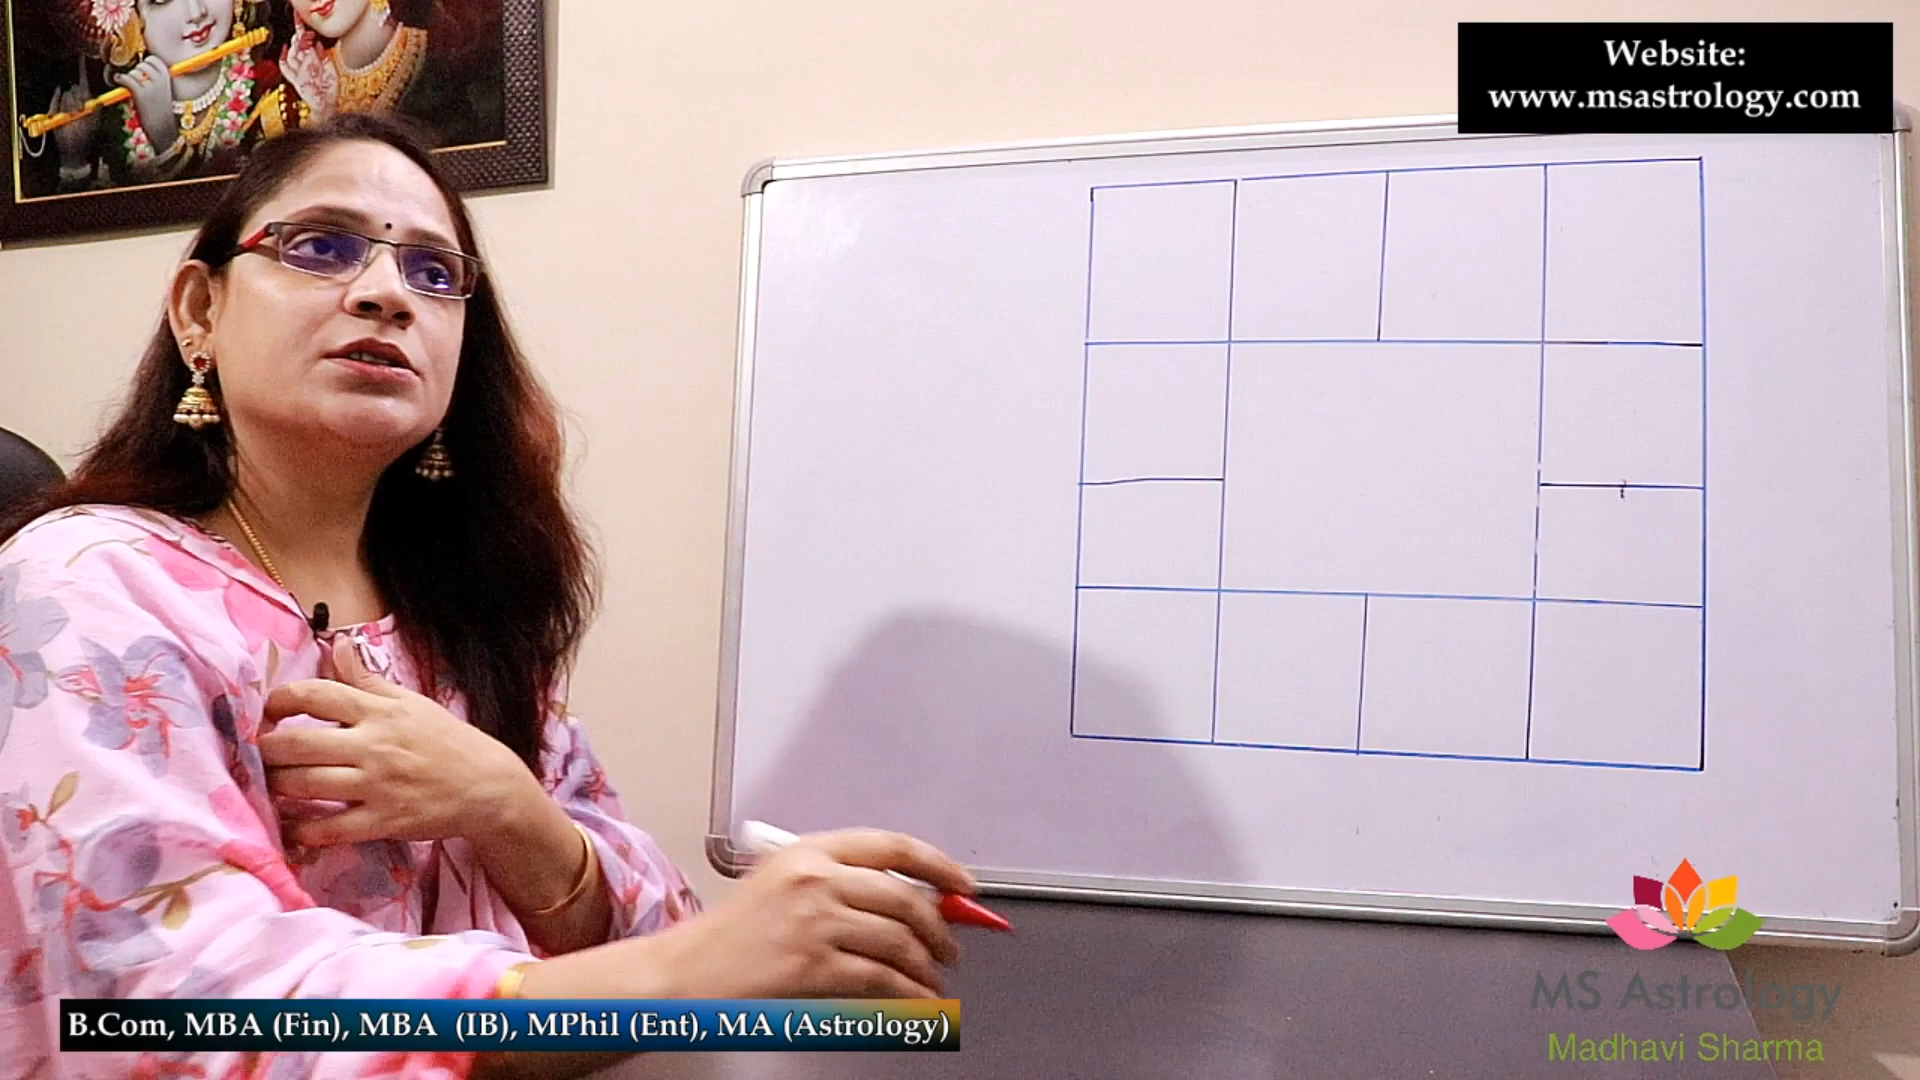 Website:
www.msastrology.com
B.Com, MBA (Fin), MBA (IB), MPhil (Ent), MA (Astrology)
MS Astrology
Madhavi Sharma